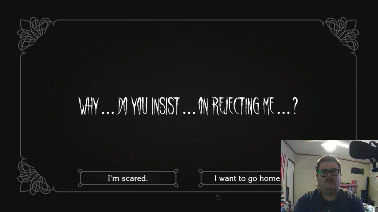 WHY ... DO YOU INSIST ... ON REJECTING ME ... ?
I'm scared.
I want to go home